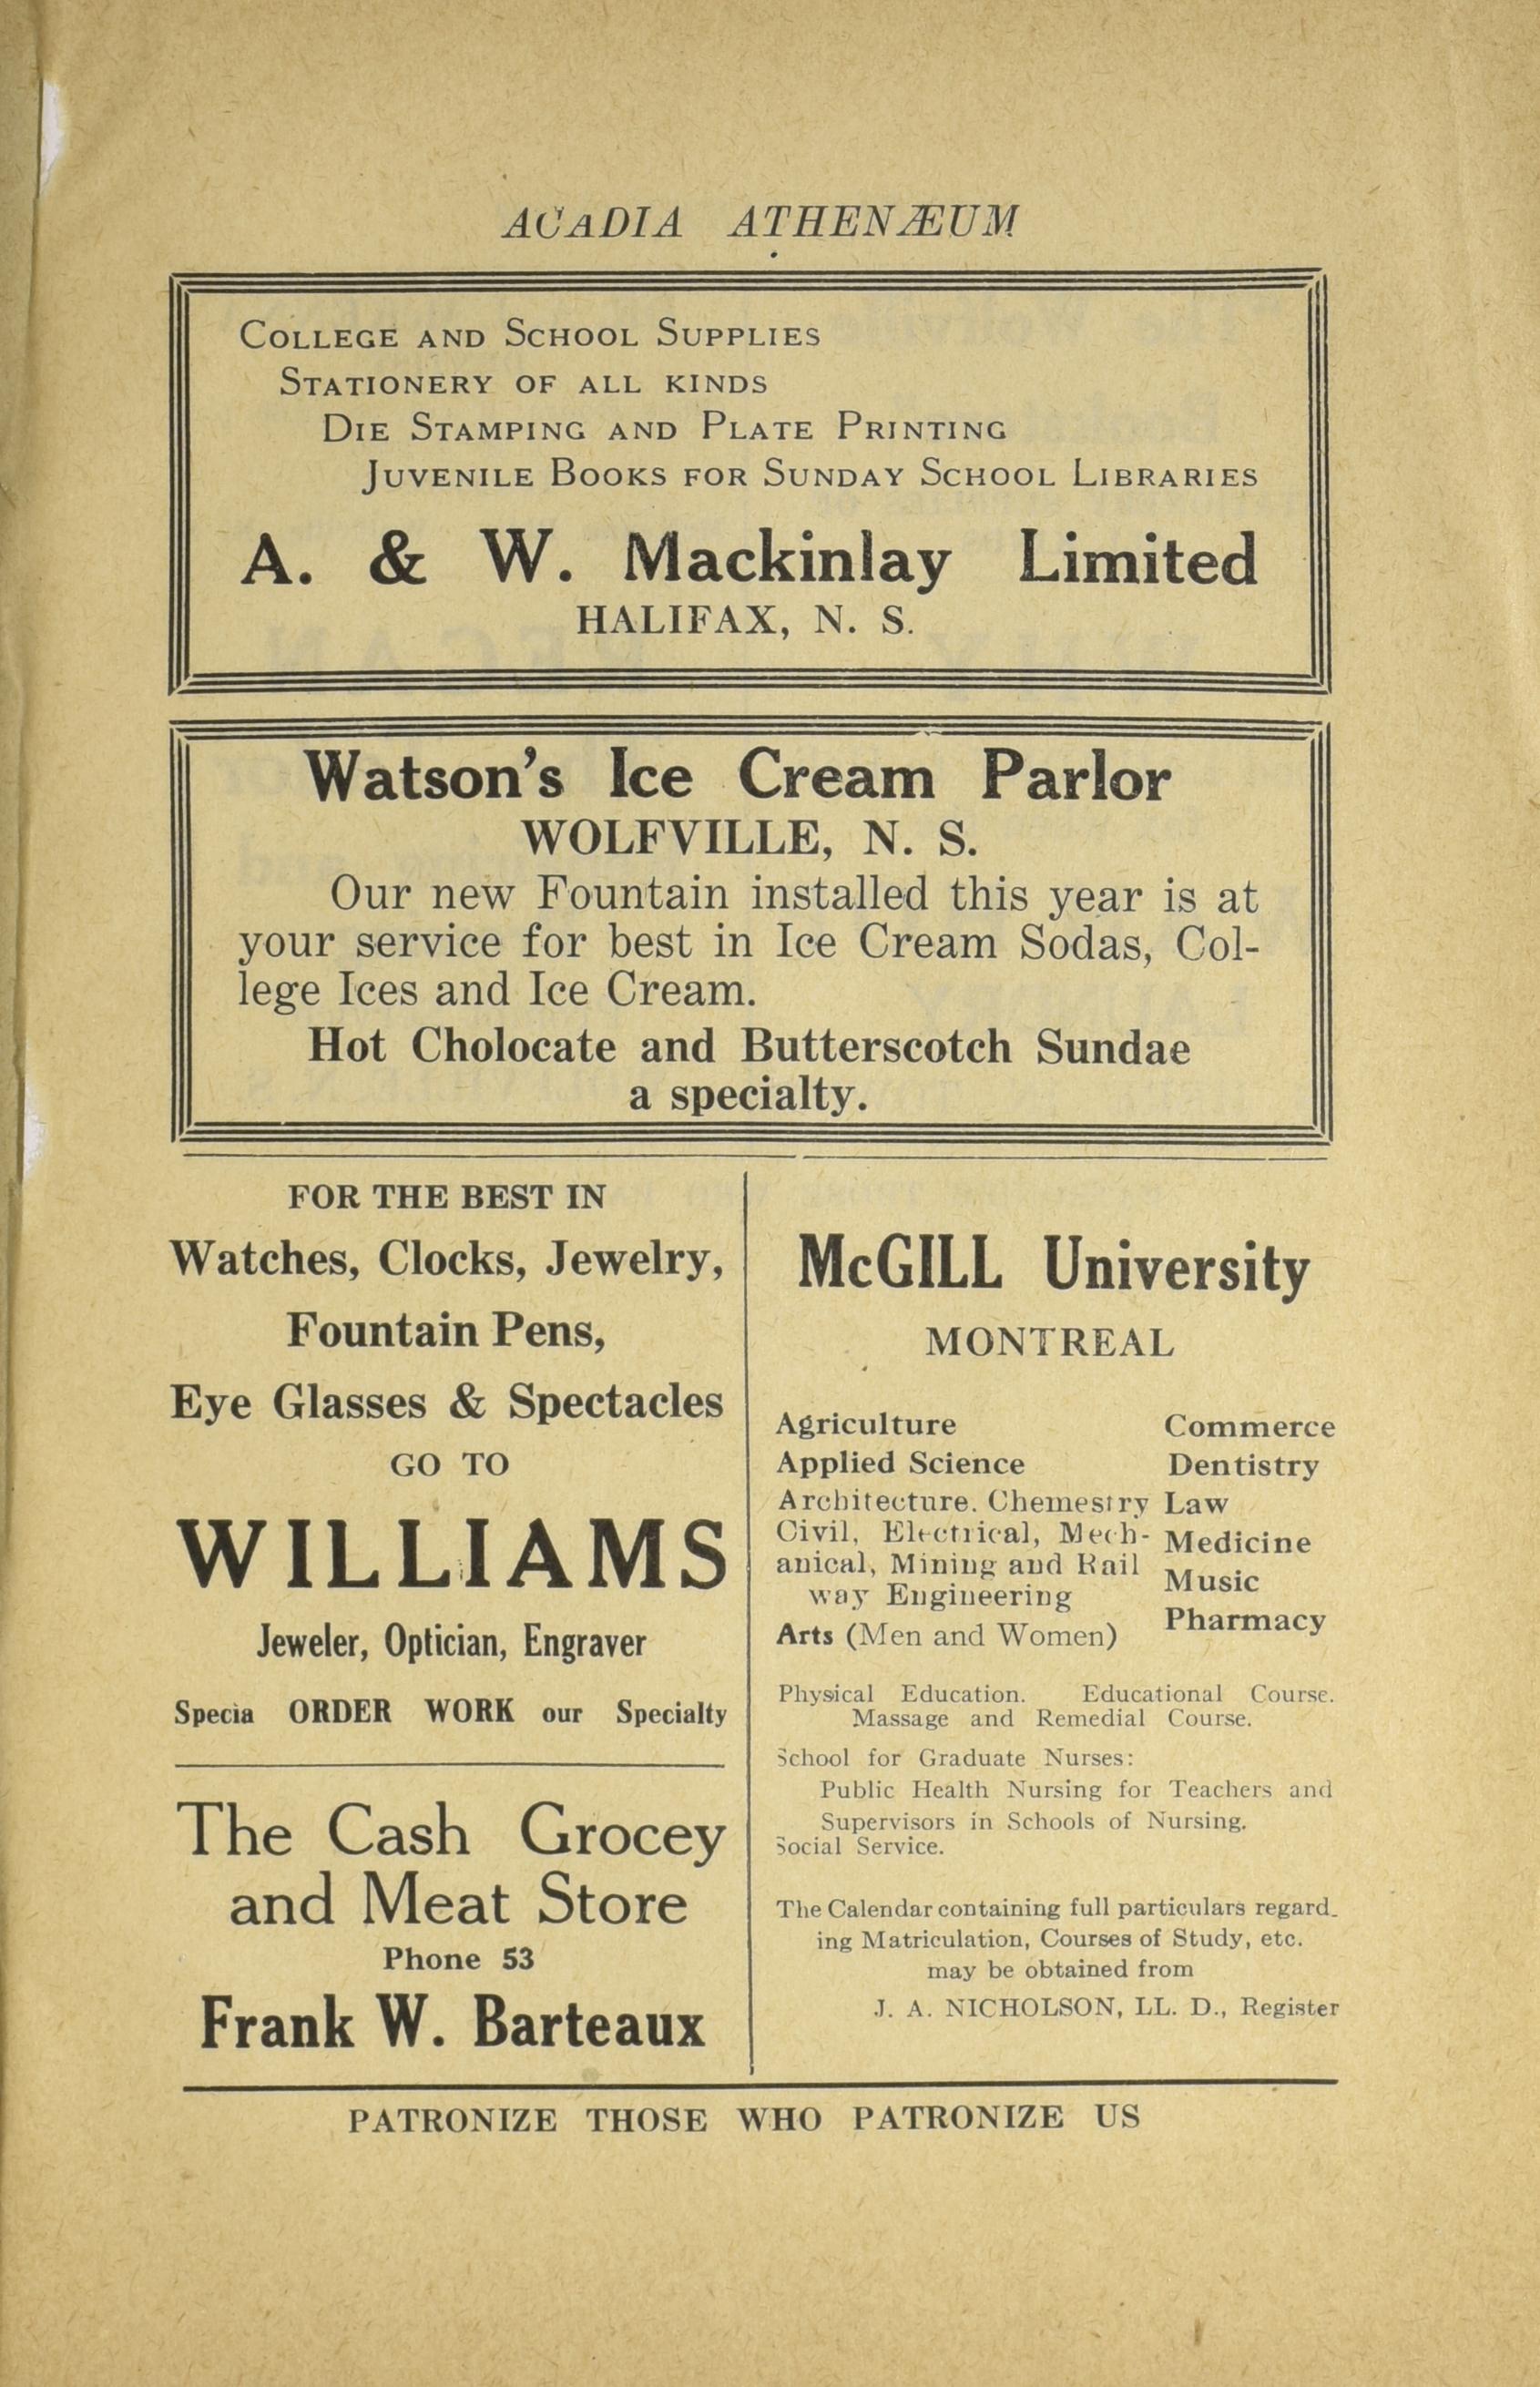 ACADIA ATHENÆUM
COLLEGE AND SCHOOL SUPPLIES
STATIONERY OF ALL KINDS
DIE STAMPING AND PLATE PRINTING
JUVENILE BOOKS FOR SUNDAY SCHOOL LIBRARIES
A. & W. Mackinlay Limited
HALIFAX, N. S.
Watson's Ice Cream Parlor
WOLFVILLE, N. S.
Our new Fountain installed this year is at
your service for best in Ice Cream Sodas, Col-
lege Ices and Ice Cream.
Hot Cholocate and Butterscotch Sundae
a specialty.
FOR THE BEST IN
Watches, Clocks, Jewelry,
Fountain Pens,
Eye Glasses & Spectacles
GO TO
WILLIAMS
Jeweler, Optician, Engraver
Specia ORDER WORK our Specialty
The Cash Grocey
and Meat Store
Phone 53
Frank W. Barteaux
McGILL University
MONTREAL
Agriculture
Applied Science
Architecture. Chemestry
Civil, Electrical, Mech-
anical, Mining and Rail
way Engineering
Arts (Men and Women)
Commerce
Dentistry
Law
Medicine
Music
Pharmacy
Physical Education. Educational Course.
Massage and Remedial Course.
School for Graduate Nurses:
Public Health Nursing for Teachers and
Supervisors in Schools of Nursing.
Social Service.
The Calendar containing full particulars regard-
ing Matriculation, Courses of Study, etc.
may be obtained from
J. A. NICHOLSON, LL. D., Register
PATRONIZE THOSE WHO PATRONIZE US